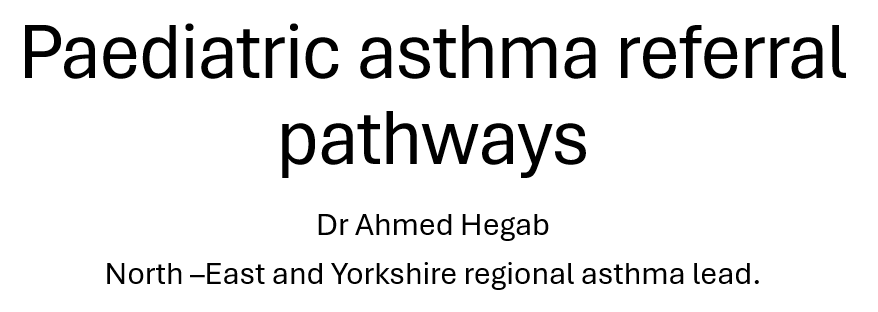 Paediatric asthma referral
pathways
Dr Ahmed Hegab
North –East and Yorkshire regional asthma lead.